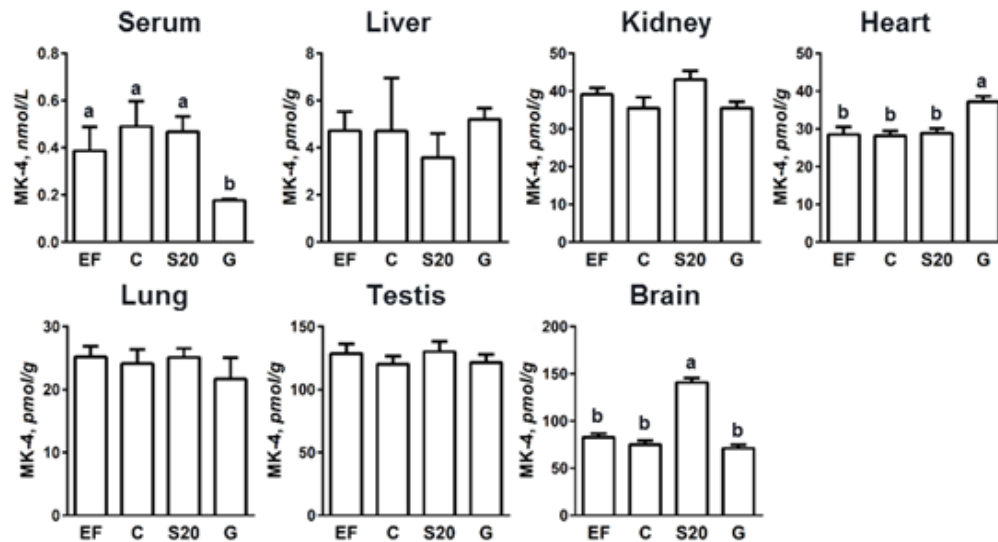 Serum
MK-4, nmol/L
0.8
0.6
0.4
0.2
0.0
a
a
a
b
EF C S20 G
Liver
MK-4, pmol/g
8
6
4
2
0
EF C S20 G
Kidney
MK-4, pmol/g
50
40
30
20
10
0
EF C S20 G
Heart
MK-4, pmol/g
50
40
30
20
10
0
b
b
b
a
EF C S20 G
Lung
MK-4, pmol/g
30
20
10
0
EF C S20 G
Testis
MK-4, pmol/g
150
100
50
0
EF C S20 G
Brain
MK-4, pmol/g
200
150
100
50
0
b
b
a
b
EF C S20 G